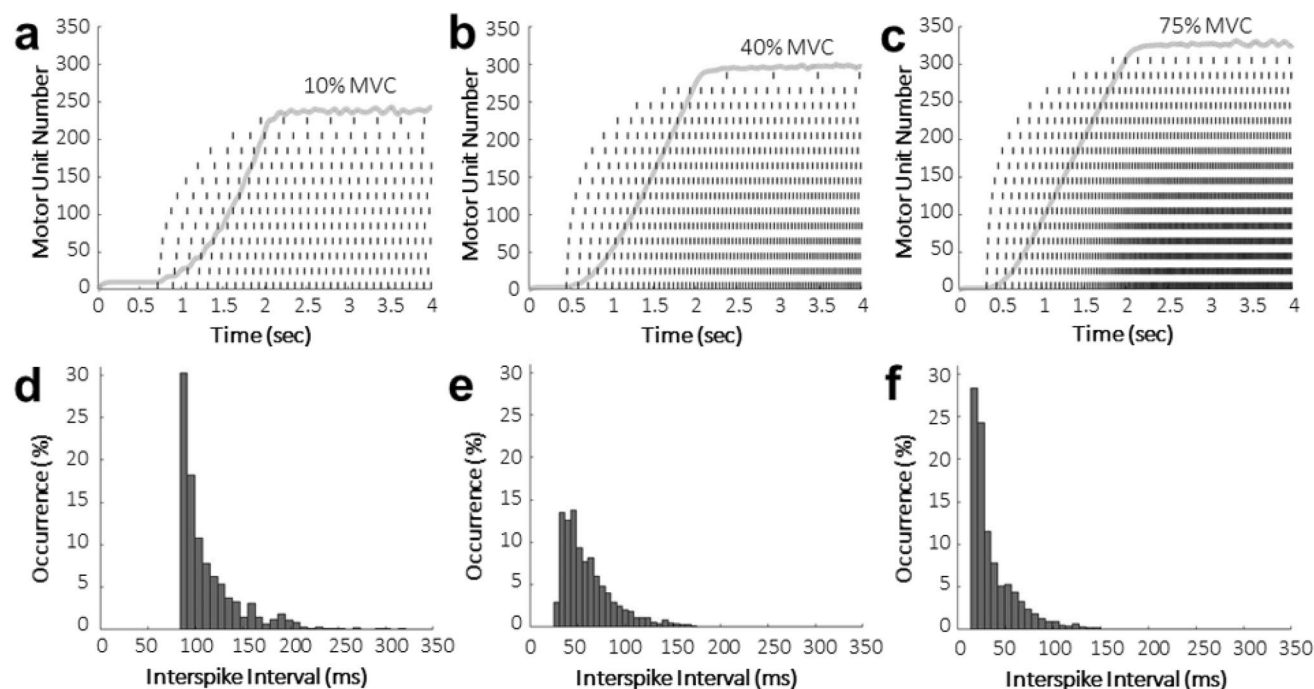 a
350
300
250
200
150
100
50
0
Motor Unit Number
10% MVC
0 0.5 1 1.5 2 2.5 3 3.5 4
Time (sec)
b
350
300
250
200
150
100
50
0
Motor Unit Number
40% MVC
0 0.5 1 1.5 2 2.5 3 3.5 4
Time (sec)
c
350
300
250
200
150
100
50
0
Motor Unit Number
75% MVC
0 0.5 1 1.5 2 2.5 3 3.5 4
Time (sec)
d
30
25
20
15
10
5
0
Occurrence (%)
0 50 100 150 200 250 300 350
Interspike Interval (ms)
e
30
25
20
15
10
5
0
Occurrence (%)
0 50 100 150 200 250 300 350
Interspike Interval (ms)
f
30
25
20
15
10
5
0
Occurrence (%)
0 50 100 150 200 250 300 350
Interspike Interval (ms)